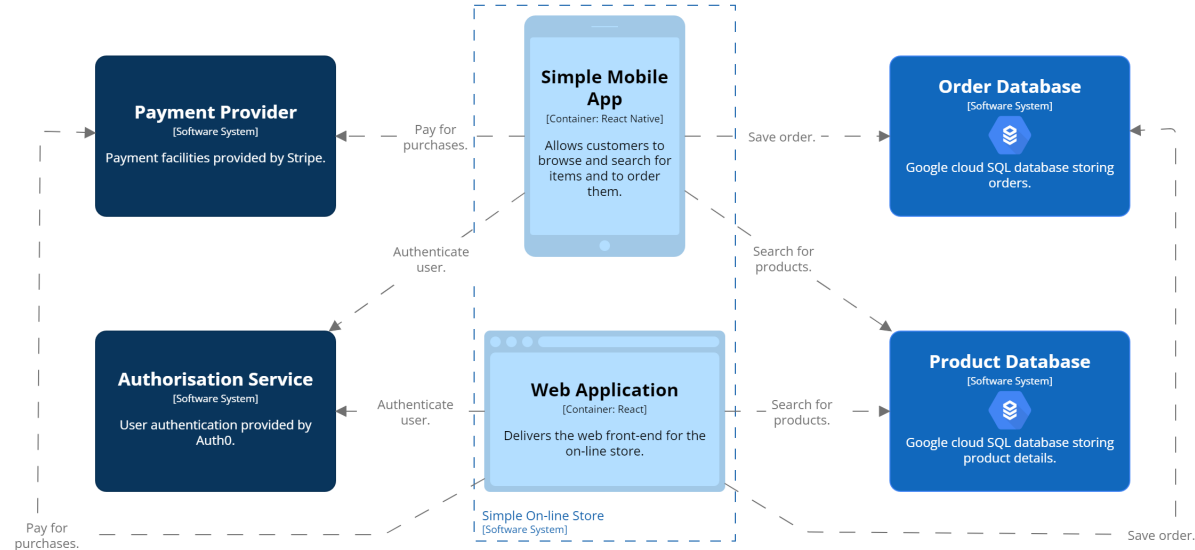 Payment Provider
[Software System]
Payment facilities provided by Stripe.
Pay for
purchases.
Simple Mobile
App
[Container: React Native]
Allows customers to
browse and search for
items and to order
them.
Save order.
Order Database
[Software System]
Google cloud SQL database storing
orders.
Authenticate
user.
Search for
products.
Authorisation Service
[Software System]
User authentication provided by
Auth0.
Authenticate
user.
Web Application
[Container: React]
Delivers the web front-end for the
on-line store.
Search for
products.
Product Database
[Software System]
Google cloud SQL database storing
product details.
Simple On-line Store
[Software System]
Pay for
purchases.
Save order.